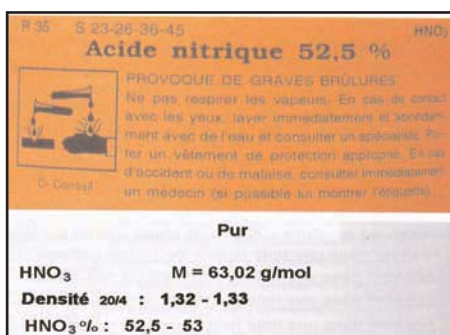 R 35 S 23-26-36-45 HNO₃
Acide nitrique 52,5 %
PROVOQUE DE GRAVES BRÛLURES
Ne pas respirer les vapeurs. En cas de contact
avec les yeux, laver immédiatement et abondam-
ment avec de l'eau et consulter un spécialiste. Por-
ter un vêtement de protection approprié. En cas
d'accident ou de malaise, consulter immédiatement
un médecin (si possible lui montrer l'étiquette).
Pur
HNO₃ M = 63,02 g/mol
Densité 20/4 : 1,32 - 1,33
HNO₃ % : 52,5 - 53